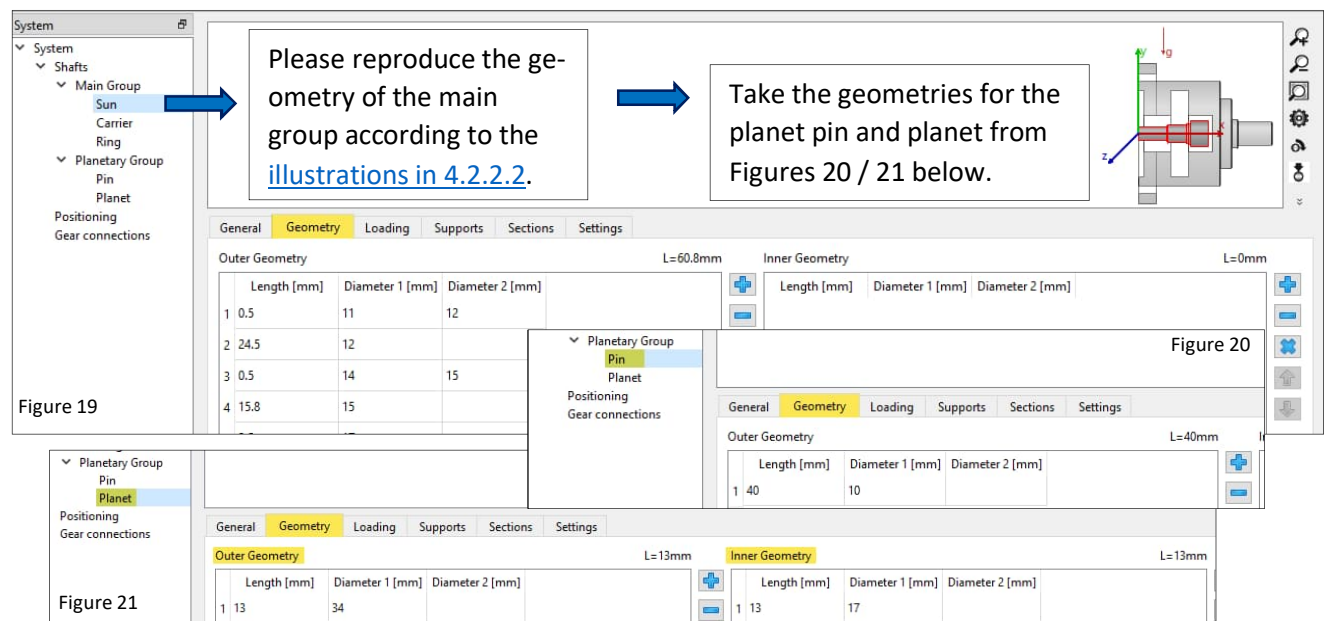 System
System
Shafts
Main Group
Sun
Carrier
Ring
Planetary Group
Pin
Planet
Positioning
Gear connections
Please reproduce the ge-
ometry of the main
group according to the
illustrations in 4.2.2.2.
Take the geometries for the
planet pin and planet from
Figures 20 / 21 below.
y g
x
z
General Geometry Loading Supports Sections Settings
Outer Geometry L=60.8mm Inner Geometry L=0mm
Length [mm] Diameter 1 [mm] Diameter 2 [mm] Length [mm] Diameter 1 [mm] Diameter 2 [mm]
1 0.5 11 12
2 24.5 12
3 0.5 14 15
4 15.8 15
Figure 19
Planetary Group
Pin
Planet
Positioning
Gear connections
Figure 20
General Geometry Loading Supports Sections Settings
Outer Geometry L=40mm
Length [mm] Diameter 1 [mm] Diameter 2 [mm]
1 40 10
Planetary Group
Pin
Planet
Positioning
Gear connections
Figure 21
General Geometry Loading Supports Sections Settings
Outer Geometry L=13mm Inner Geometry L=13mm
Length [mm] Diameter 1 [mm] Diameter 2 [mm] Length [mm] Diameter 1 [mm] Diameter 2 [mm]
1 13 34 1 13 17